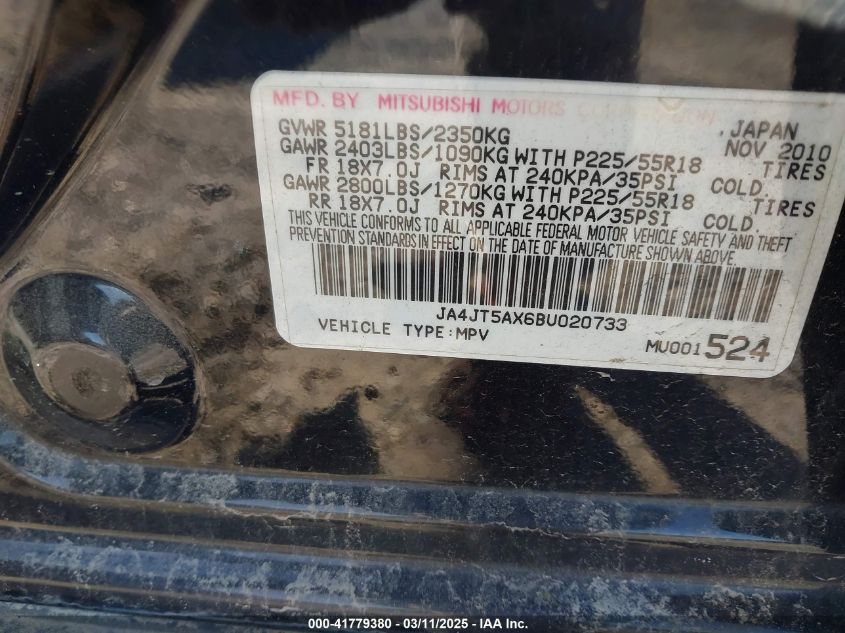 MFD. BY MITSUBISHI MOTORS CORPORATION
GVWR 5181LBS/2350KG JAPAN
GAWR 2403LBS/1090KG WITH P225/55R18 NOV 2010
FR 18X7.0J RIMS AT 240KPA/35PSI TIRES
COLD.
GAWR 2800LBS/1270KG WITH P225/55R18 TIRES
RR 18X7.0J RIMS AT 240KPA/35PSI COLD.
THIS VEHICLE CONFORMS TO ALL APPLICABLE FEDERAL MOTOR VEHICLE SAFETY AND THEFT
PREVENTION STANDARDS IN EFFECT ON THE DATE OF MANUFACTURE SHOWN ABOVE.
JA4JT5AX6BU020733
VEHICLE TYPE:MPV MU001524
000-41779380 - 03/11/2025 - IAAI Inc.